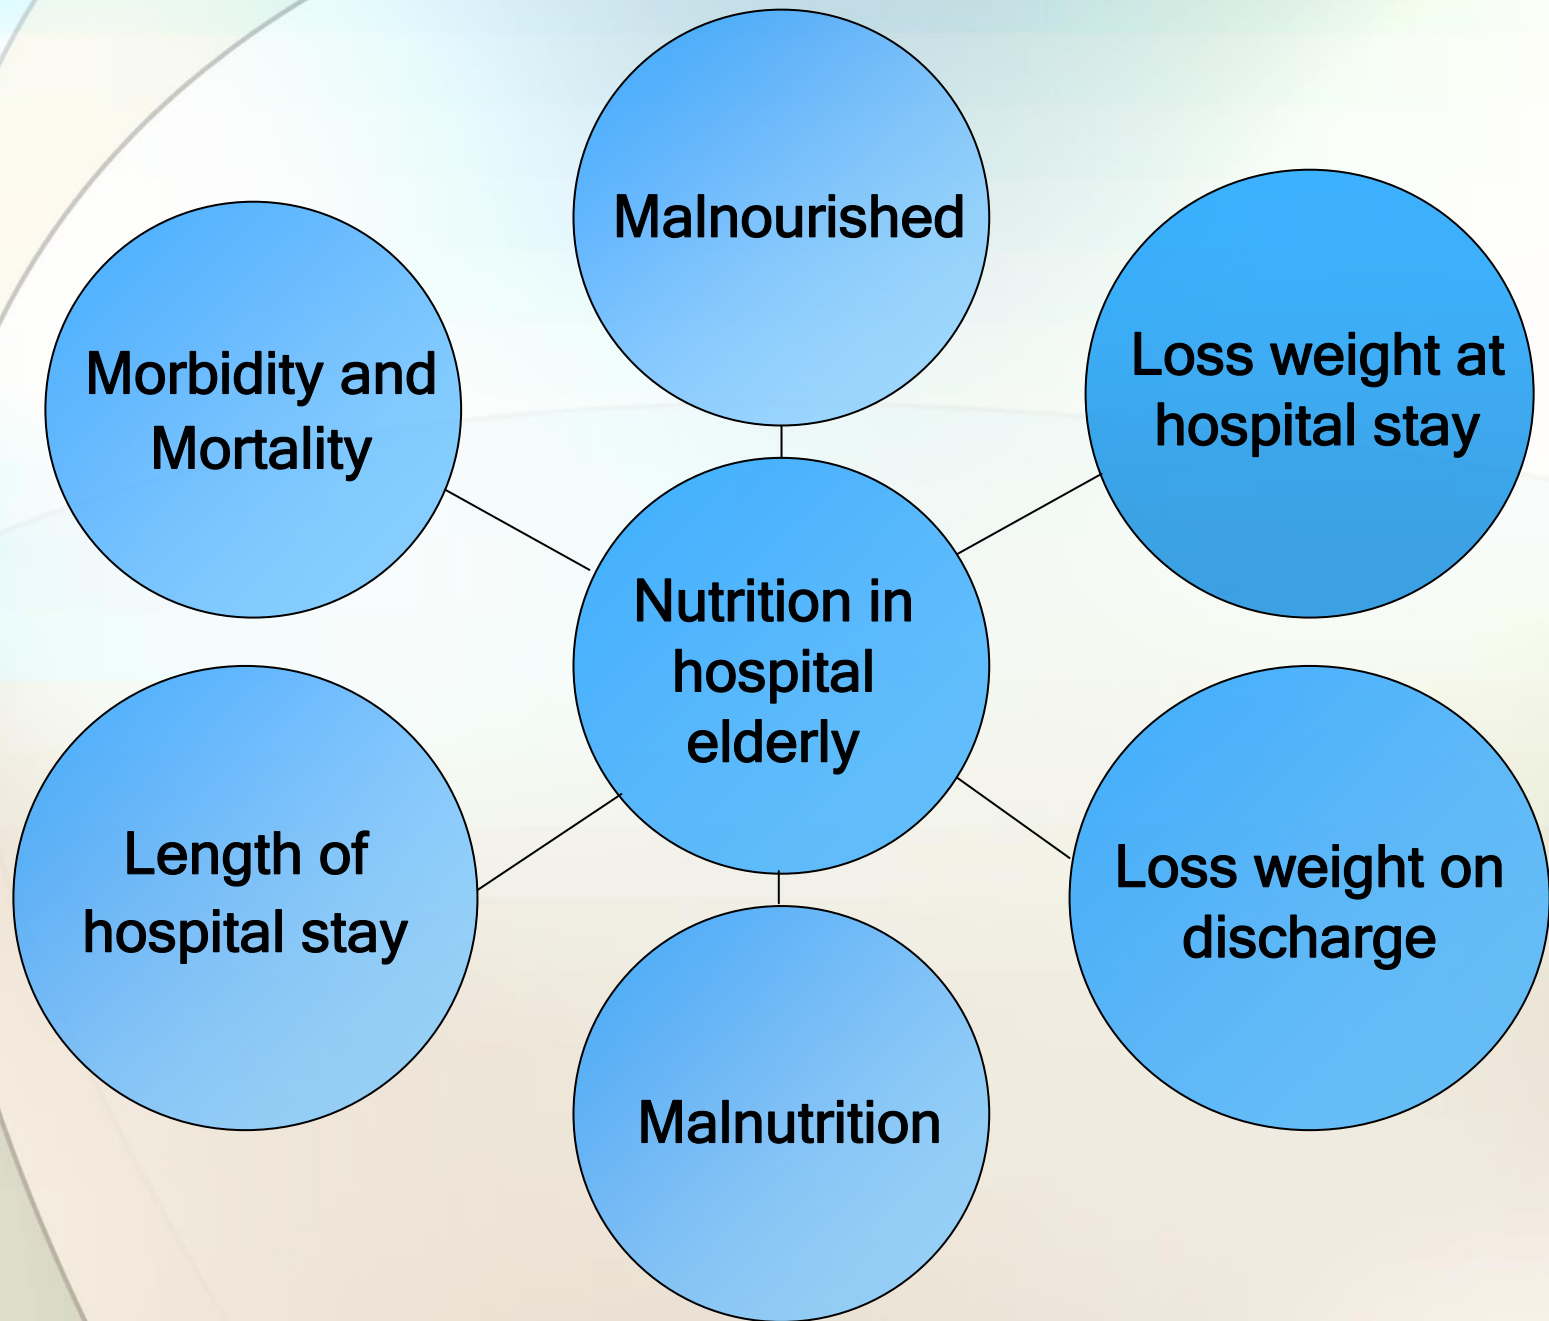 Malnourished
Loss weight at
hospital stay
Morbidity and
Mortality
Nutrition in
hospital
elderly
Length of
hospital stay
Loss weight on
discharge
Malnutrition